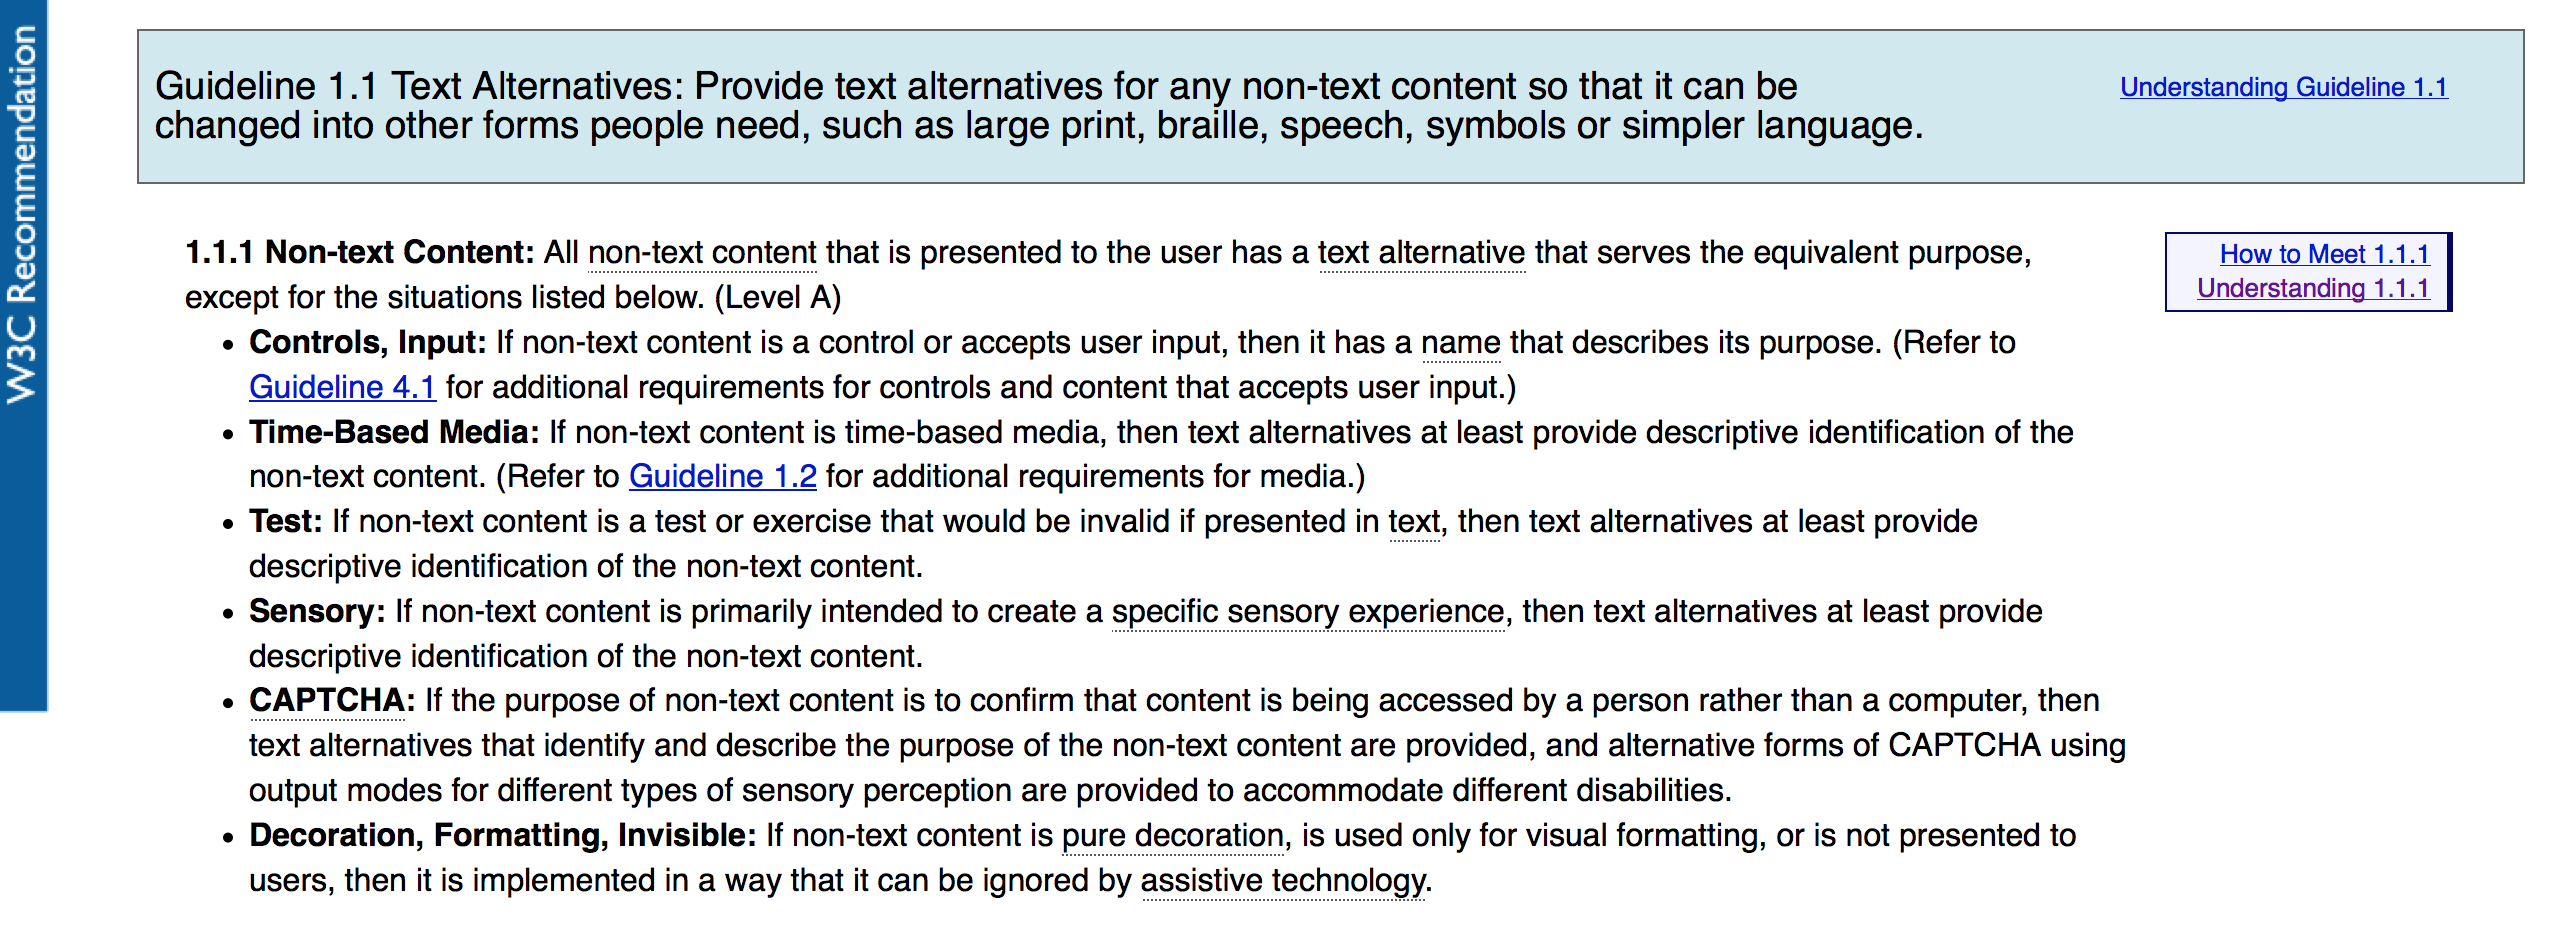 W3C Recommendation
Guideline 1.1 Text Alternatives: Provide text alternatives for any non-text content so that it can be
changed into other forms people need, such as large print, braille, speech, symbols or simpler language.
Understanding Guideline 1.1
1.1.1 Non-text Content: All non-text content that is presented to the user has a text alternative that serves the equivalent purpose,
except for the situations listed below. (Level A)
How to Meet 1.1.1
Understanding 1.1.1
• Controls, Input: If non-text content is a control or accepts user input, then it has a name that describes its purpose. (Refer to
Guideline 4.1 for additional requirements for controls and content that accepts user input.)
• Time-Based Media: If non-text content is time-based media, then text alternatives at least provide descriptive identification of the
non-text content. (Refer to Guideline 1.2 for additional requirements for media.)
• Test: If non-text content is a test or exercise that would be invalid if presented in text, then text alternatives at least provide
descriptive identification of the non-text content.
• Sensory: If non-text content is primarily intended to create a specific sensory experience, then text alternatives at least provide
descriptive identification of the non-text content.
• CAPTCHA: If the purpose of non-text content is to confirm that content is being accessed by a person rather than a computer, then
text alternatives that identify and describe the purpose of the non-text content are provided, and alternative forms of CAPTCHA using
output modes for different types of sensory perception are provided to accommodate different disabilities.
• Decoration, Formatting, Invisible: If non-text content is pure decoration, is used only for visual formatting, or is not presented to
users, then it is implemented in a way that it can be ignored by assistive technology.